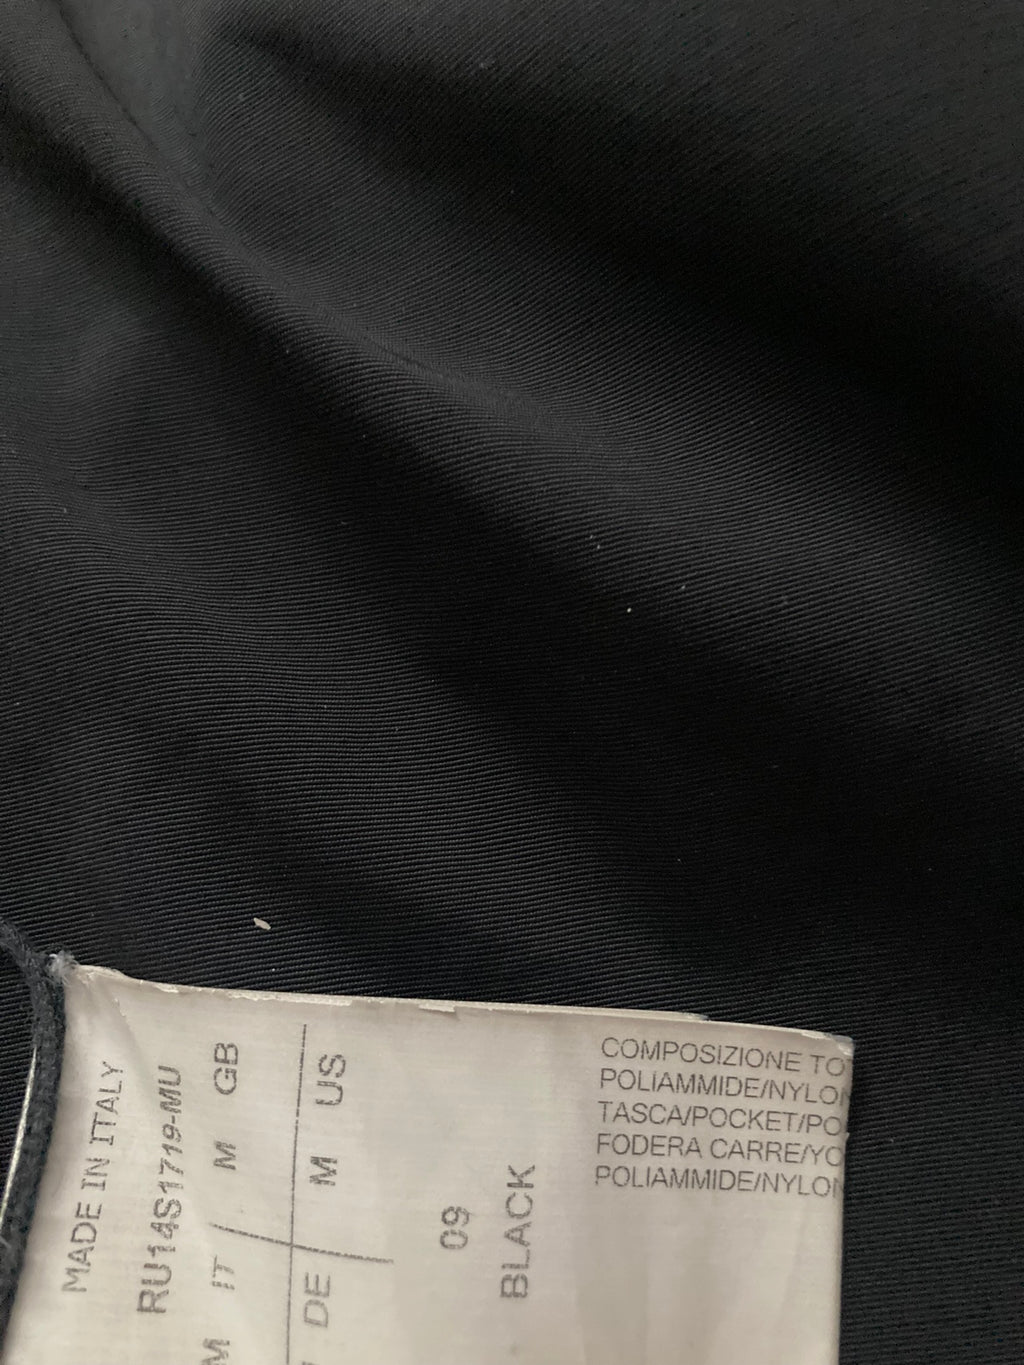 MADE IN ITALY
RU14S1719-MU
M IT M GB
DE M US
09
BLACK
COMPOSIZIONE TO
POLIAMMIDE/NYLON
TASCA/POCKET/PO
FODERA CARRE/YO
POLIAMMIDE/NYLON